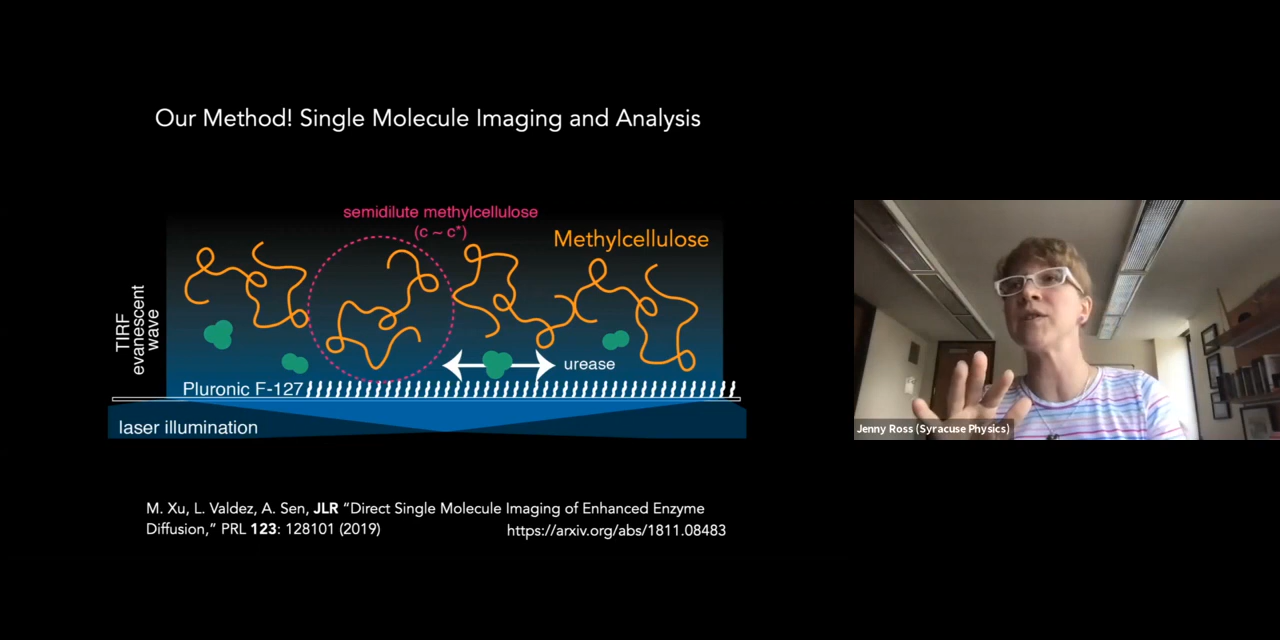 Our Method! Single Molecule Imaging and Analysis
semidilute methylcellulose
(c ~ c*)
Methylcellulose
TIRF
evanescent
wave
urease
Pluronic F-127
laser illumination
M. Xu, L. Valdez, A. Sen, JLR “Direct Single Molecule Imaging of Enhanced Enzyme
Diffusion,” PRL 123: 128101 (2019)
https://arxiv.org/abs/1811.08483
Jenny Ross (Syracuse Physics)